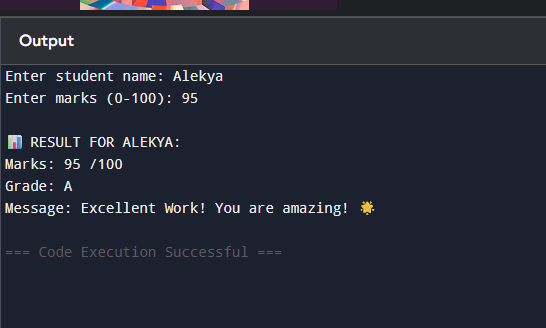 Output
Enter student name: Alekya
Enter marks (0-100): 95
📊 RESULT FOR ALEKYA:
Marks: 95 /100
Grade: A
Message: Excellent Work! You are amazing! 🌟
=== Code Execution Successful ===